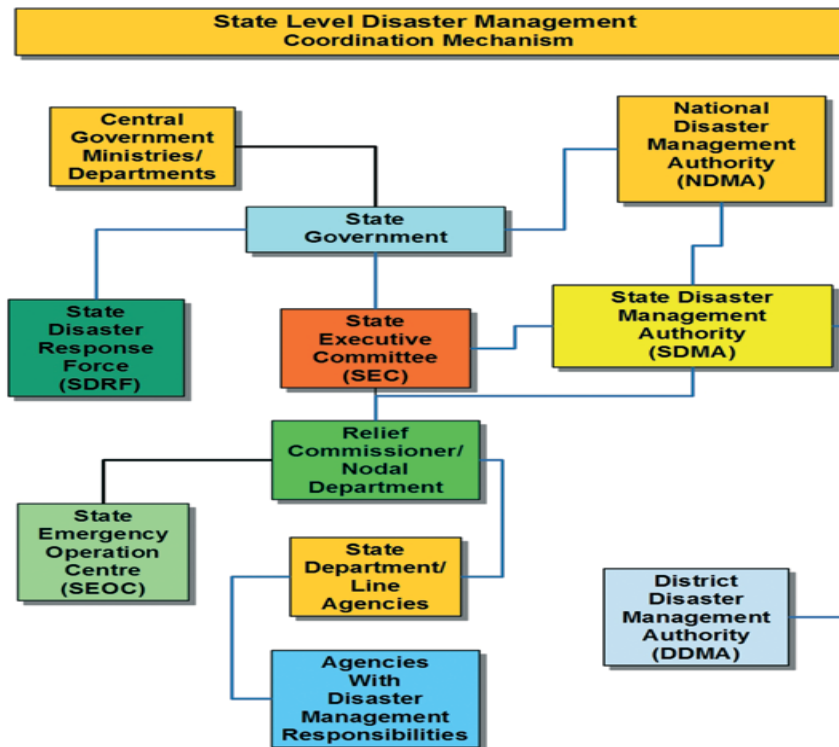 State Level Disaster Management
Coordination Mechanism
Central
Government
Ministries/
Departments
National
Disaster
Management
Authority
(NDMA)
State
Government
State
Disaster
Response
Force
(SDRF)
State
Executive
Committee
(SEC)
State Disaster
Management
Authority
(SDMA)
Relief
Commissioner/
Nodal
Department
State
Emergency
Operation
Centre
(SEOC)
State
Department/
Line
Agencies
District
Disaster
Management
Authority
(DDMA)
Agencies
With
Disaster
Management
Responsibilities